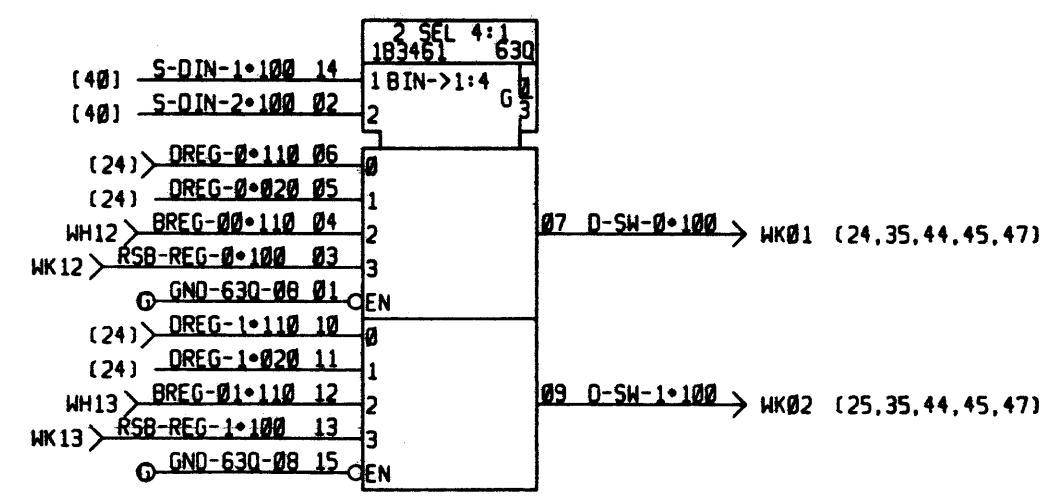 2 SEL 4:1
1B3461 63Q
(40) S-DIN-1•100 14 1 BIN->1:4
G 0/3
(40) S-DIN-2•100 02 2
(24) DREG-0•110 06 0
(24) DREG-0•020 05 1
WH12 BREG-00•110 04 2 07 D-SW-0•100 WK01 (24,35,44,45,47)
WK12 RSB-REG-0•100 03 3
G GND-63Q-08 01 EN
(24) DREG-1•110 10 0
(24) DREG-1•020 11 1
WH13 BREG-01•110 12 2 09 D-SW-1•100 WK02 (25,35,44,45,47)
WK13 RSB-REG-1•100 13 3
G GND-63Q-08 15 EN